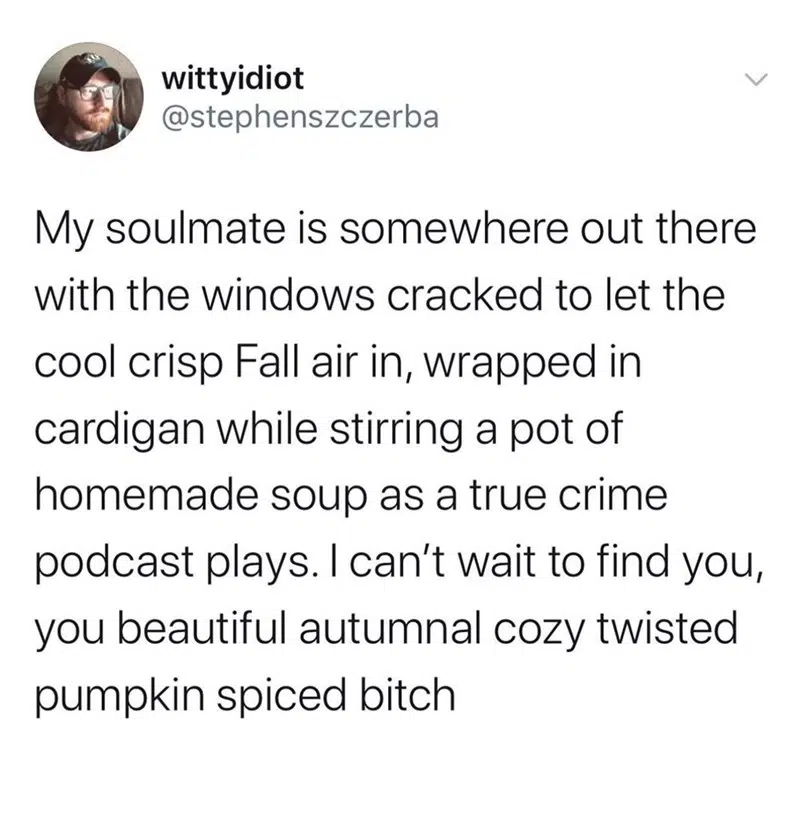 wittyidiot
@stephenszczerba
My soulmate is somewhere out there
with the windows cracked to let the
cool crisp Fall air in, wrapped in
cardigan while stirring a pot of
homemade soup as a true crime
podcast plays. I can't wait to find you,
you beautiful autumnal cozy twisted
pumpkin spiced bitch